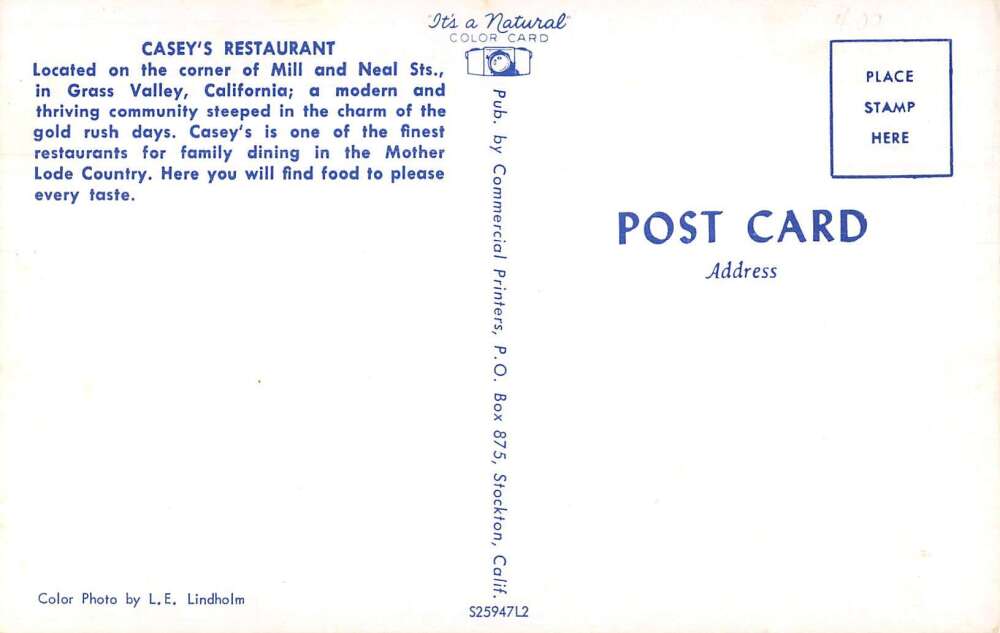 CASEY'S RESTAURANT
Located on the corner of Mill and Neal Sts.,
in Grass Valley, California; a modern and
thriving community steeped in the charm of the
gold rush days. Casey's is one of the finest
restaurants for family dining in the Mother
Lode Country. Here you will find food to please
every taste.
Color Photo by L.E. Lindholm
"It's a Natural"
COLOR CARD
Pub. by Commercial Printers, P.O. Box 875, Stockton, Calif.
S25947L2
PLACE
STAMP
HERE
POST CARD
Address